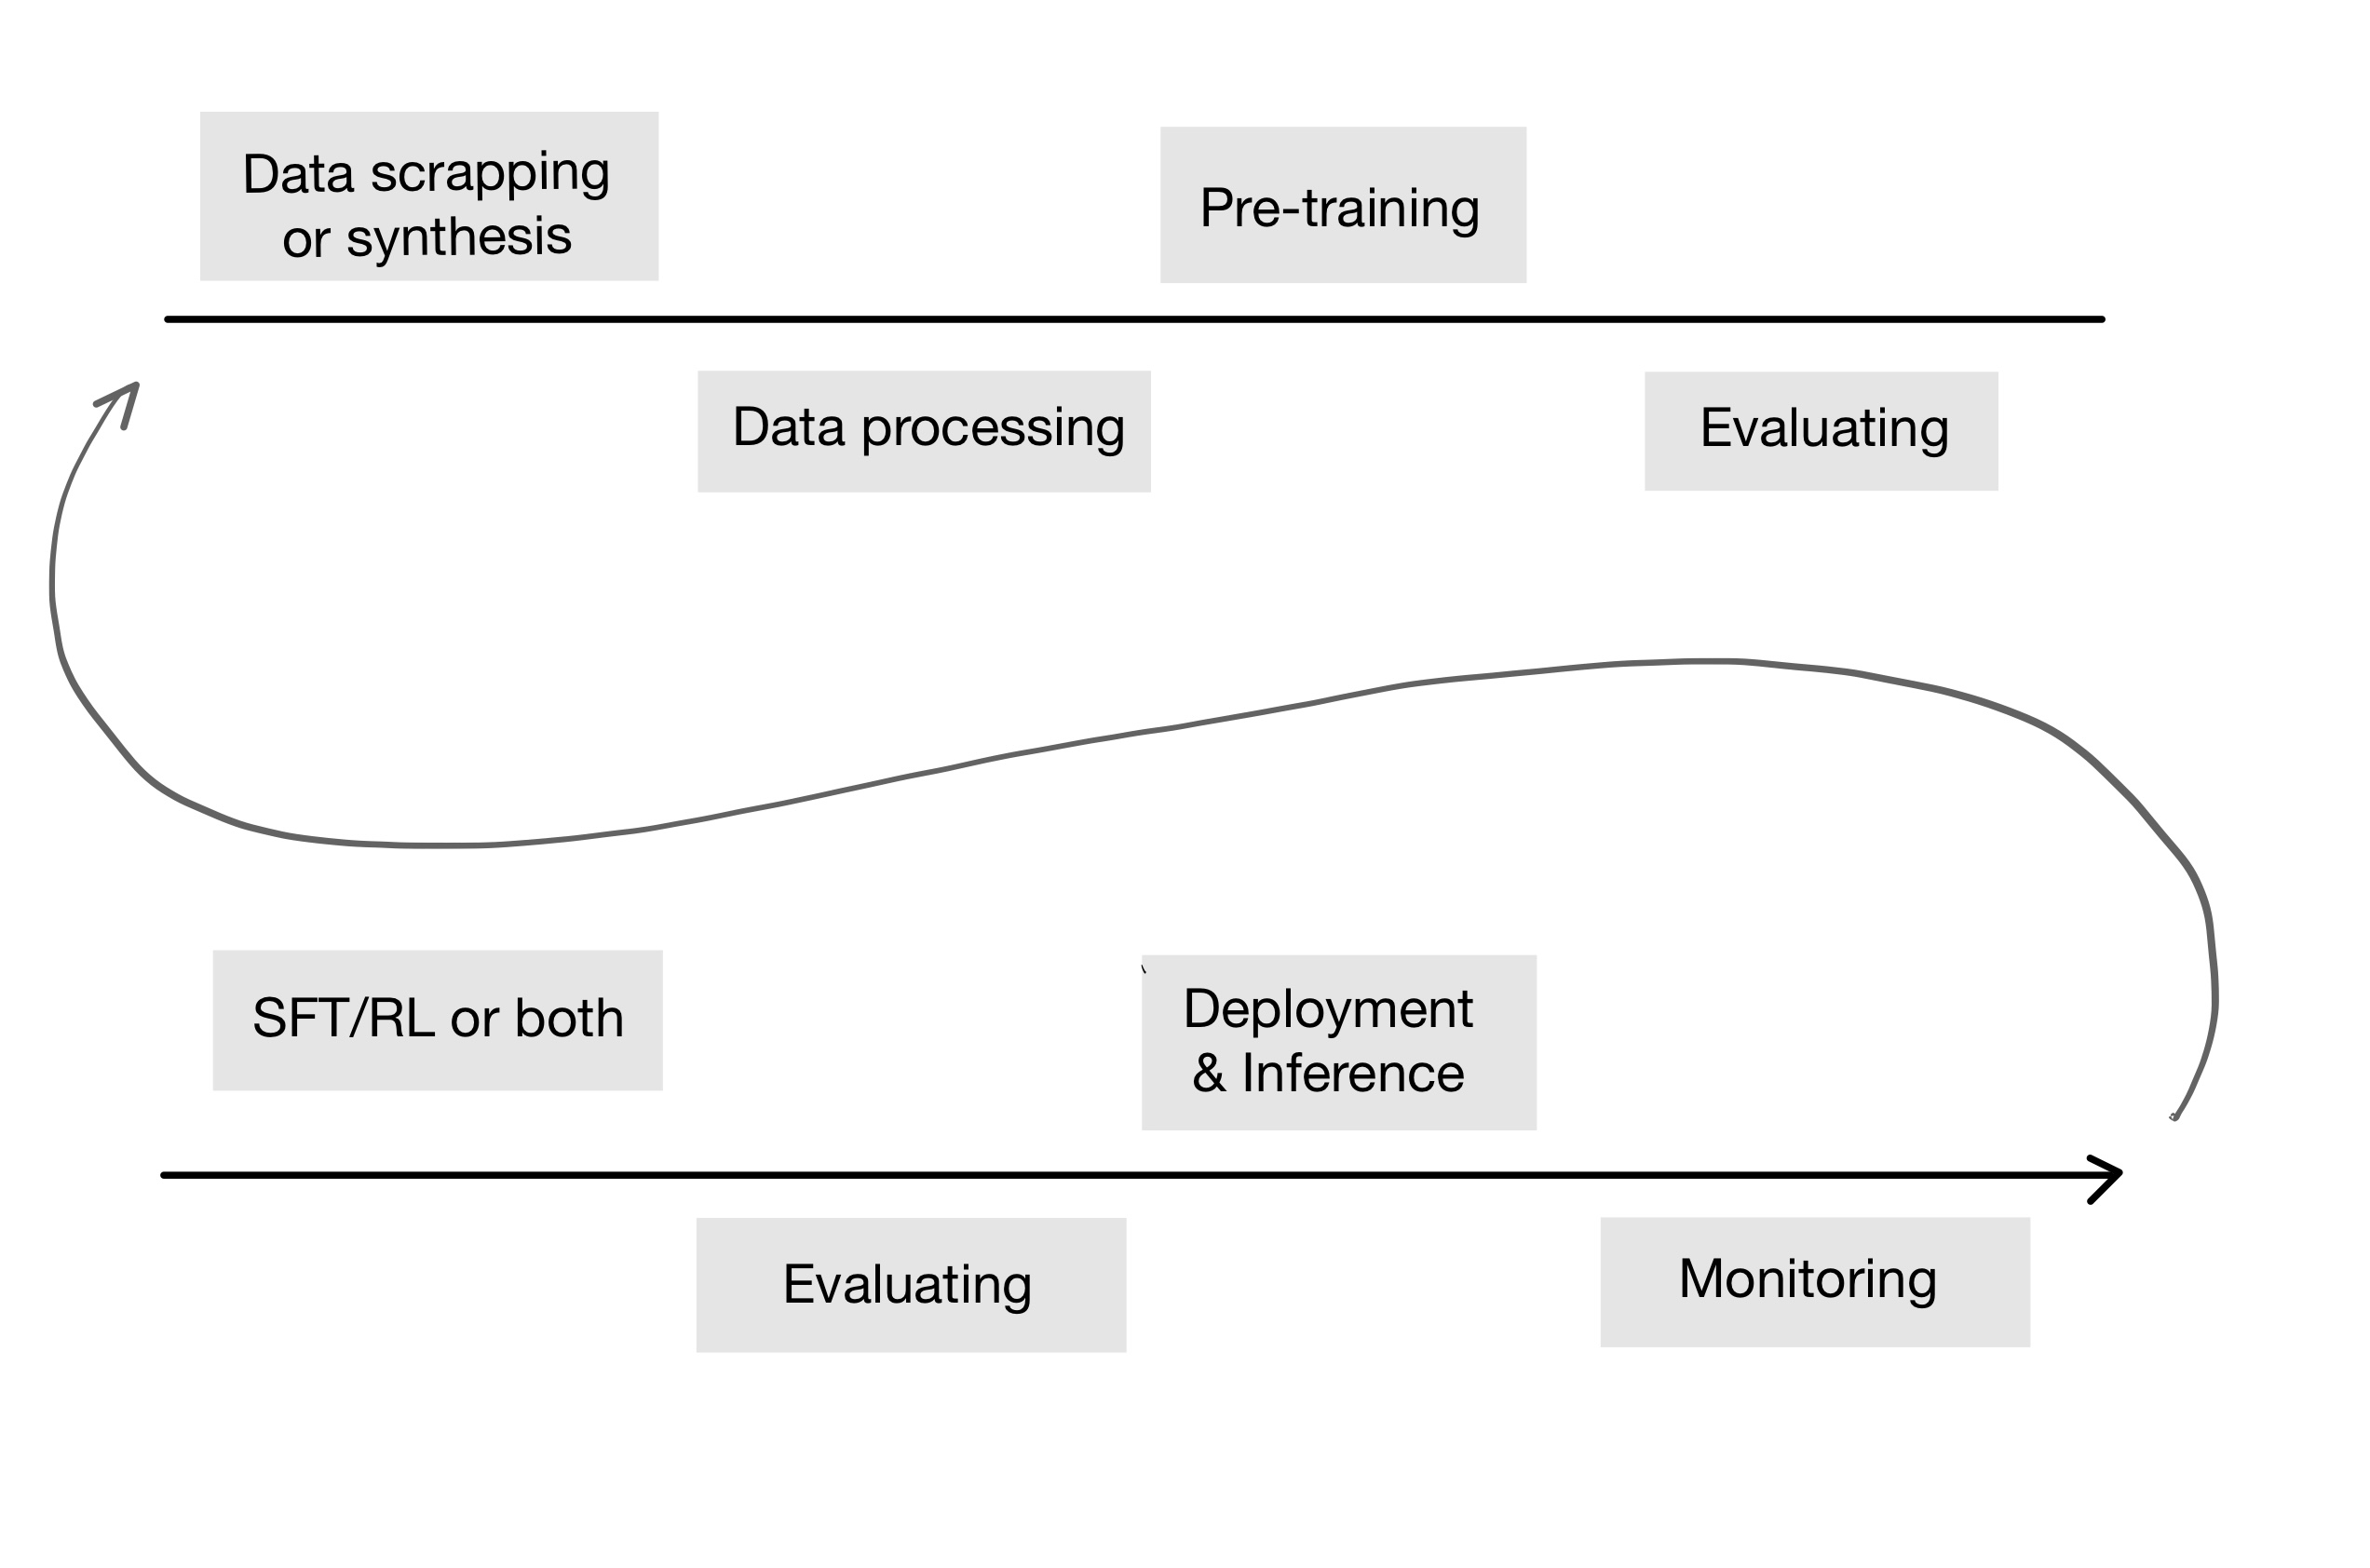 Data scrapping
or synthesis
Pre-training
Data processing
Evaluating
SFT/RL or both
Deployment
& Inference
Evaluating
Monitoring